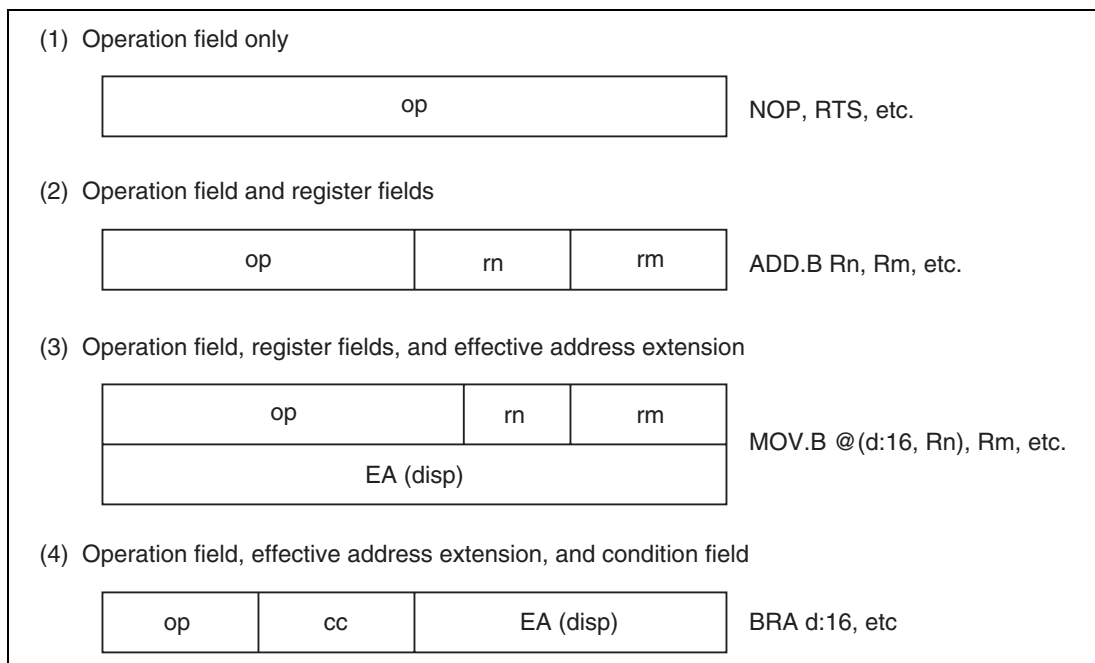 (1) Operation field only
op
NOP, RTS, etc.
(2) Operation field and register fields
op rn rm
ADD.B Rn, Rm, etc.
(3) Operation field, register fields, and effective address extension
op rn rm
EA (disp)
MOV.B @(d:16, Rn), Rm, etc.
(4) Operation field, effective address extension, and condition field
op cc EA (disp)
BRA d:16, etc